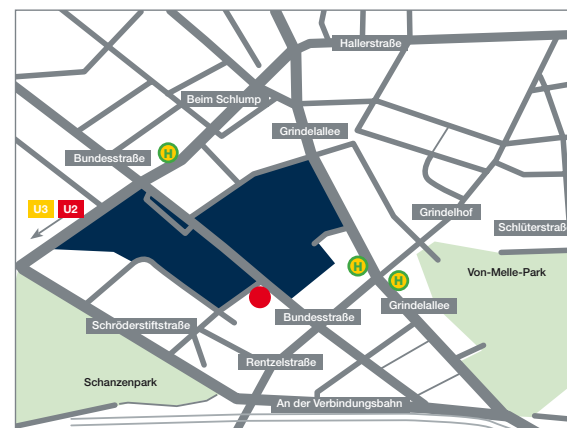 Hallerstraße
Beim Schlump
Grindelallee
Bundesstraße
H
U3
U2
Grindelhof
Schlüterstraß
H
Von-Melle-Park
H
Grindelallee
Schröderstiftstraße
Bundesstraße
Rentzelstraße
Schanzenpark
An der Verbindungsbahn